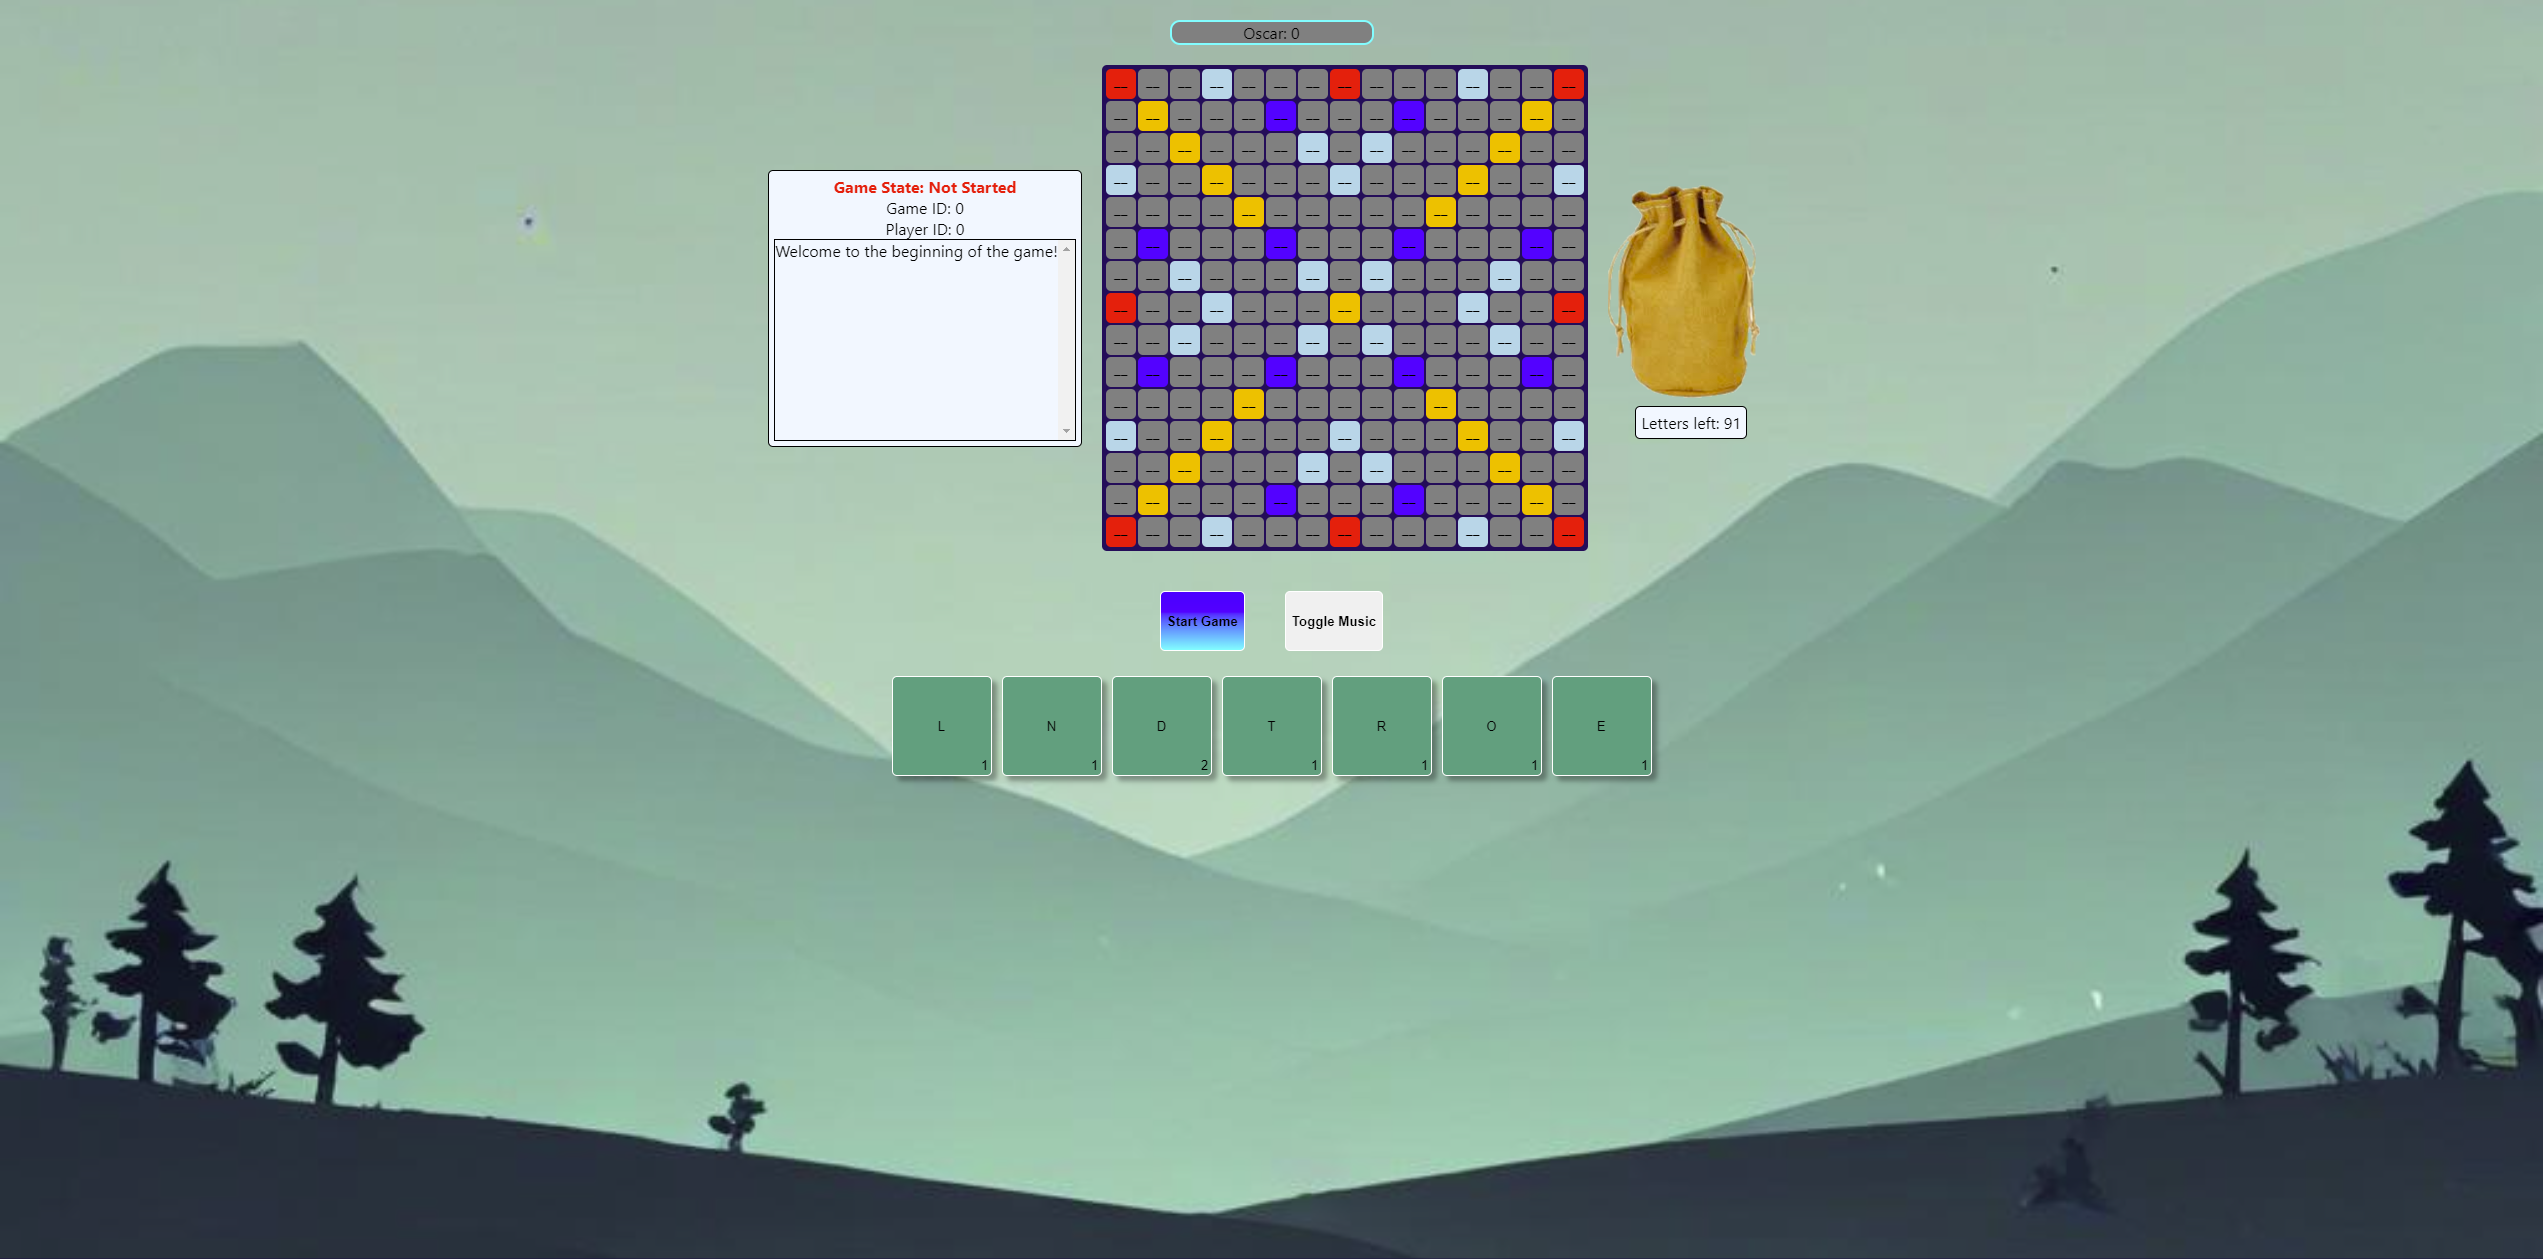 Oscar: 0
Game State: Not Started
Game ID: 0
Player ID: 0
Welcome to the beginning of the game!
Letters left: 91
Start Game
Toggle Music
L 1
N 1
D 2
T 1
R 1
O 1
E 1